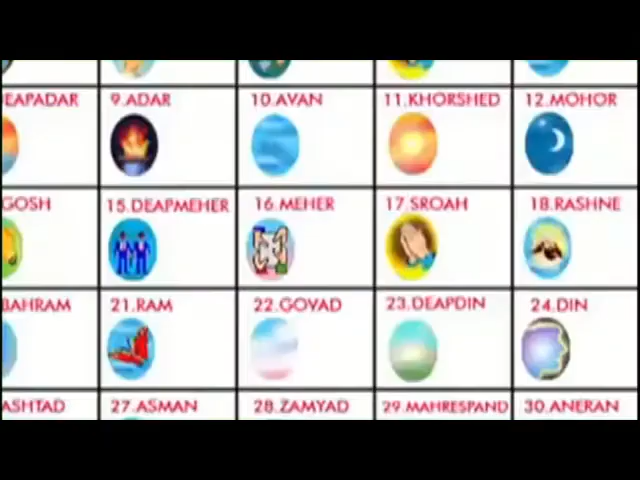 EAPADAR 9.ADAR 10.AVAN 11.KHORSHED 12.MOHOR
GOSH 15.DEAPMEHER 16.MEHER 17.SROAH 18.RASHNE
BAHRAM 21.RAM 22.GOYAD 23.DEAPDIN 24.DIN
ASHTAD 27.ASMAN 28.ZAMYAD 29.MAHRESPAND 30.ANERAN